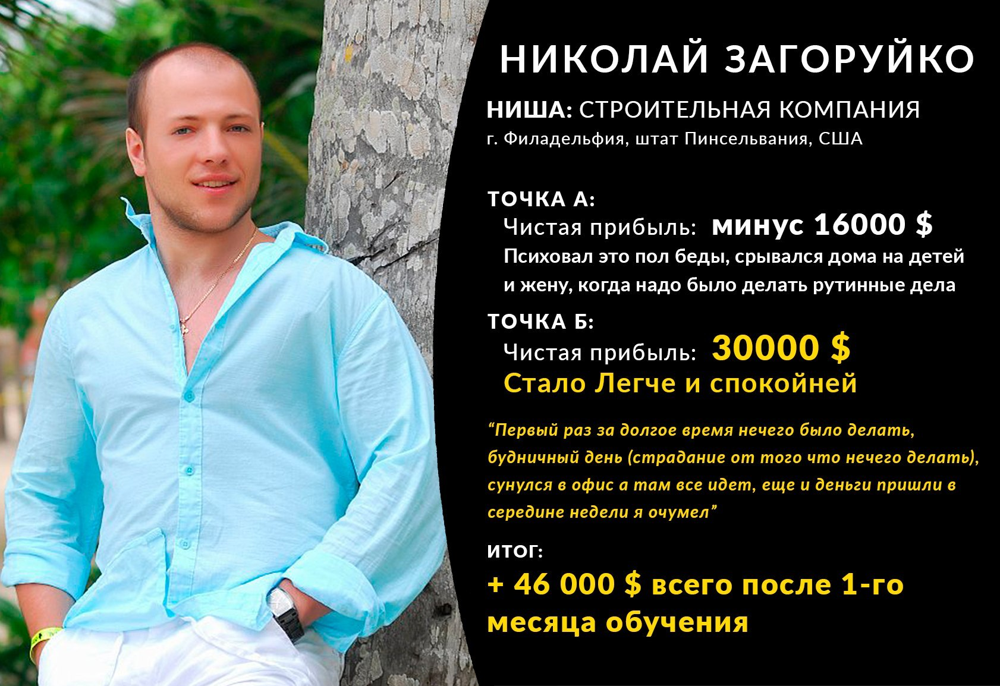 НИКОЛАЙ ЗАГОРУЙКО
НИША: СТРОИТЕЛЬНАЯ КОМПАНИЯ
г. Филадельфия, штат Пинсельвания, США
ТОЧКА А:
Чистая прибыль: минус 16000 $
Психовал это пол беды, срывался дома на детей
и жену, когда надо было делать рутинные дела
ТОЧКА Б:
Чистая прибыль: 30000 $
Стало Легче и спокойней
“Первый раз за долгое время нечего было делать,
будничный день (страдание от того что нечего делать),
сунулся в офис а там все идет, еще и деньги пришли в
середине недели я очумел”
ИТОГ:
+ 46 000 $ всего после 1-го
месяца обучения